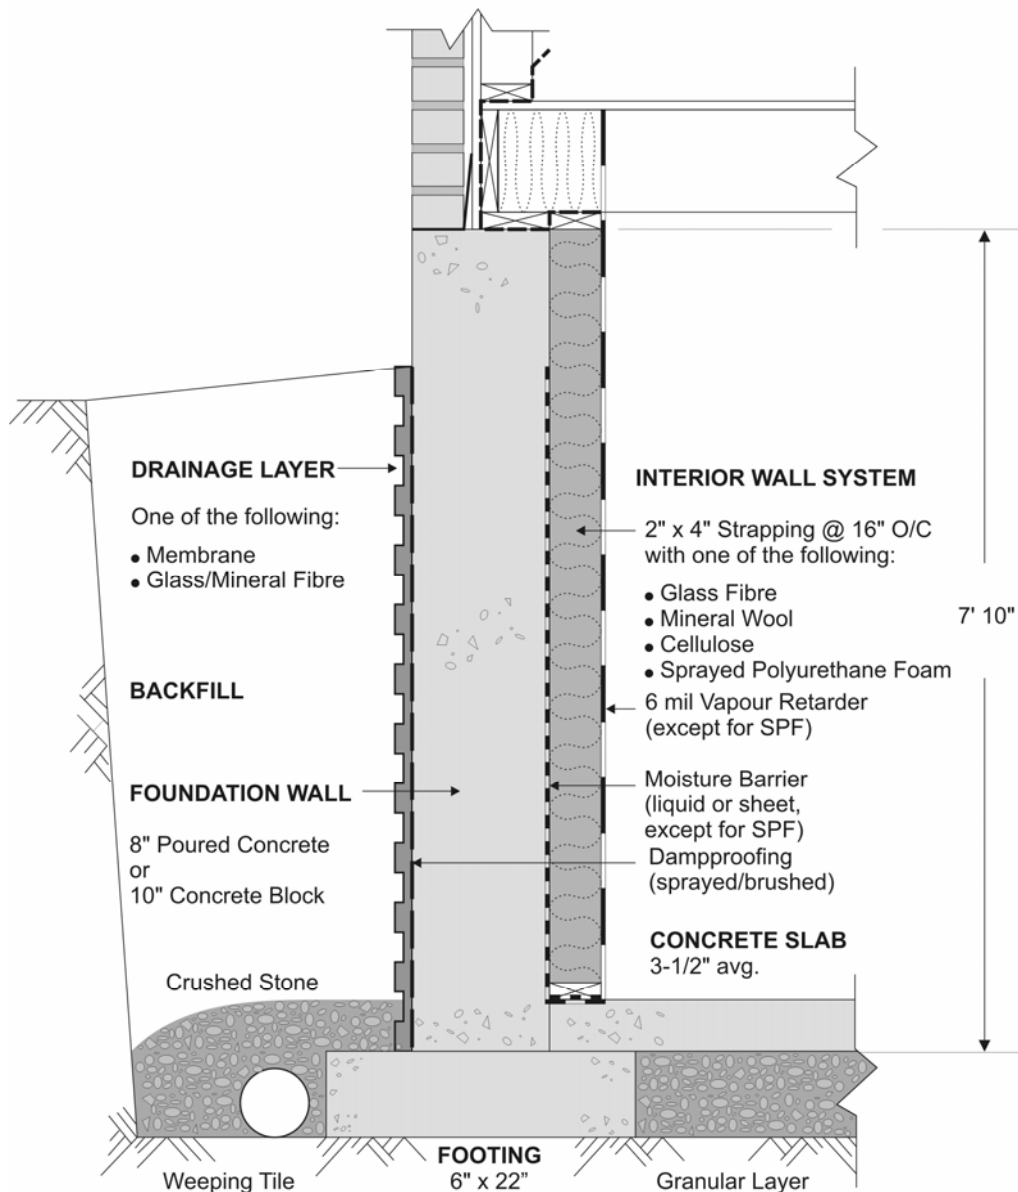 DRAINAGE LAYER
One of the following:
• Membrane
• Glass/Mineral Fibre
BACKFILL
FOUNDATION WALL
8" Poured Concrete
or
10" Concrete Block
Crushed Stone
Weeping Tile
FOOTING
6" x 22”
INTERIOR WALL SYSTEM
2" x 4" Strapping @ 16" O/C
with one of the following:
• Glass Fibre
• Mineral Wool
• Cellulose
• Sprayed Polyurethane Foam
6 mil Vapour Retarder
(except for SPF)
Moisture Barrier
(liquid or sheet,
except for SPF)
Dampproofing
(sprayed/brushed)
CONCRETE SLAB
3-1/2" avg.
Granular Layer
7' 10"